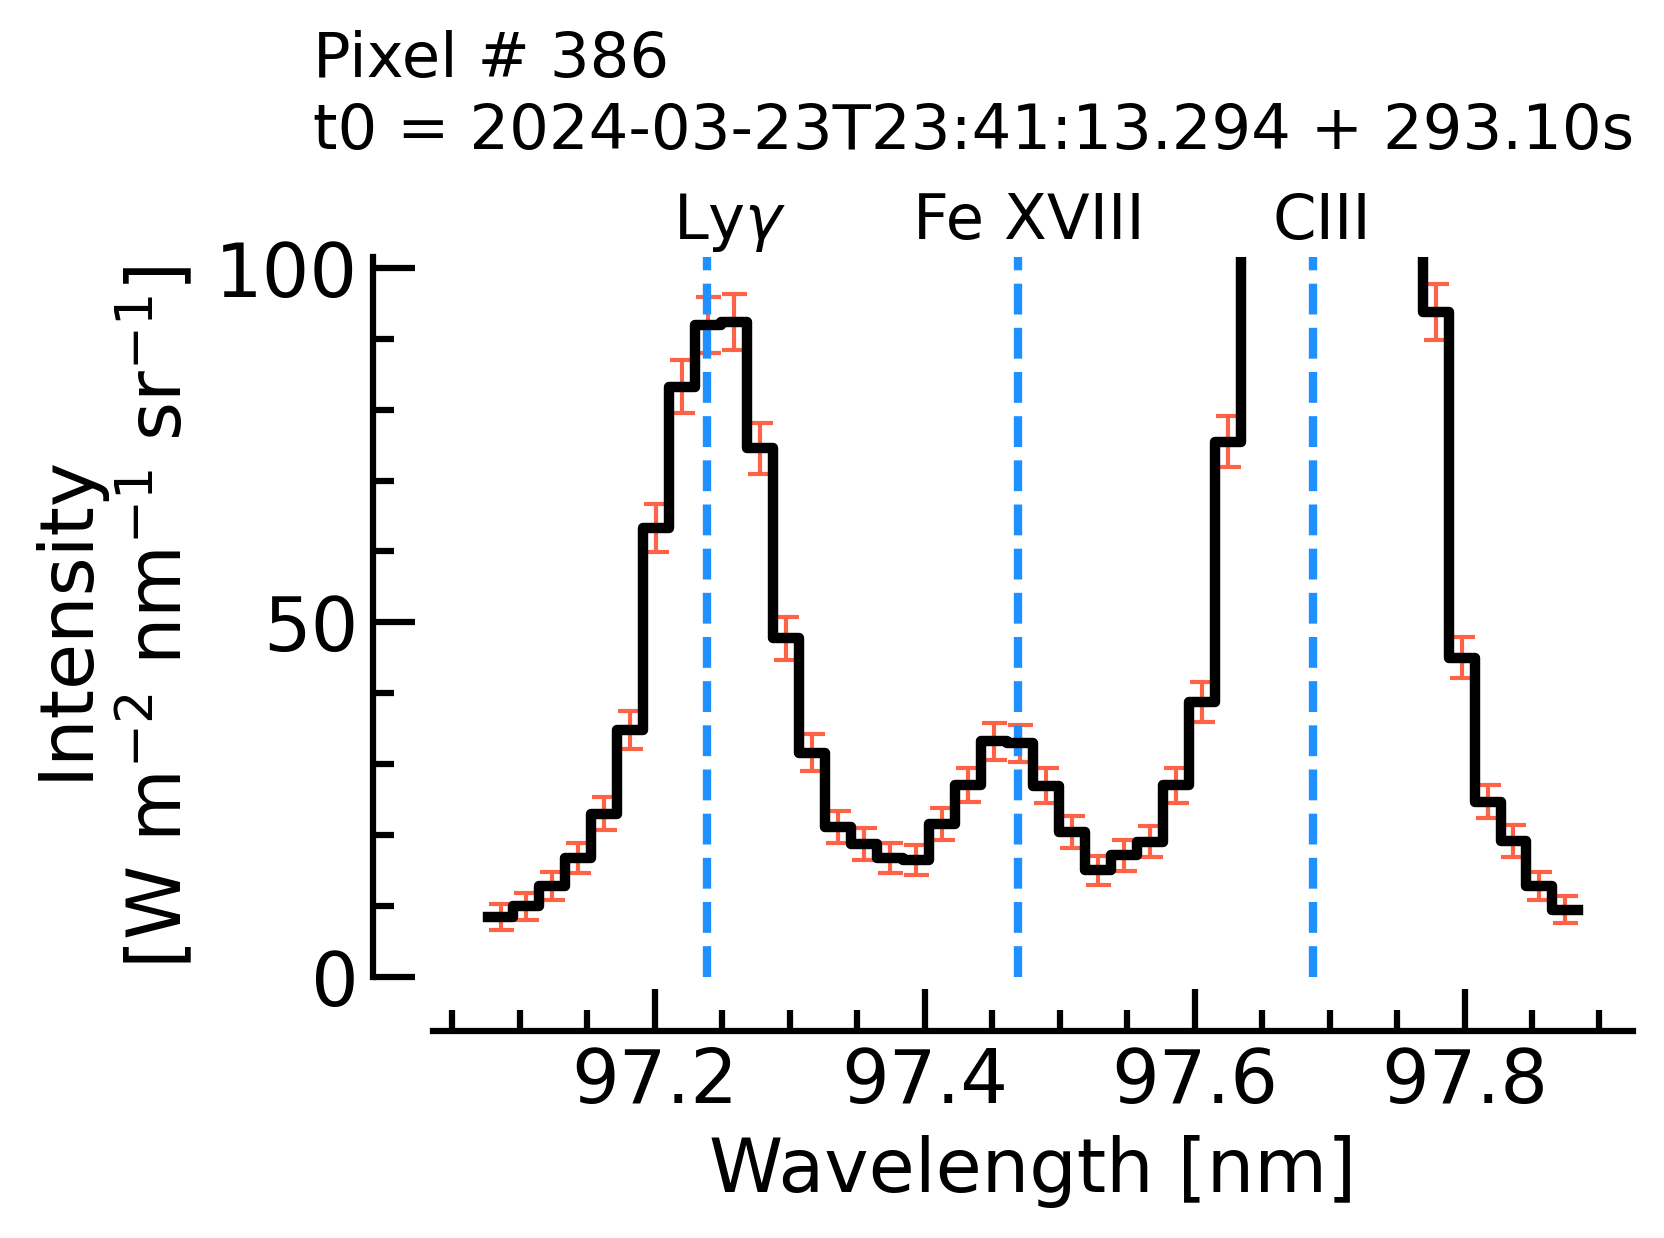 Pixel # 386
t0 = 2024-03-23T23:41:13.294 + 293.10s
Lyγ Fe XVIII CIII
Intensity
[W m⁻² nm⁻¹ sr⁻¹]
100
50
0
97.2 97.4 97.6 97.8
Wavelength [nm]